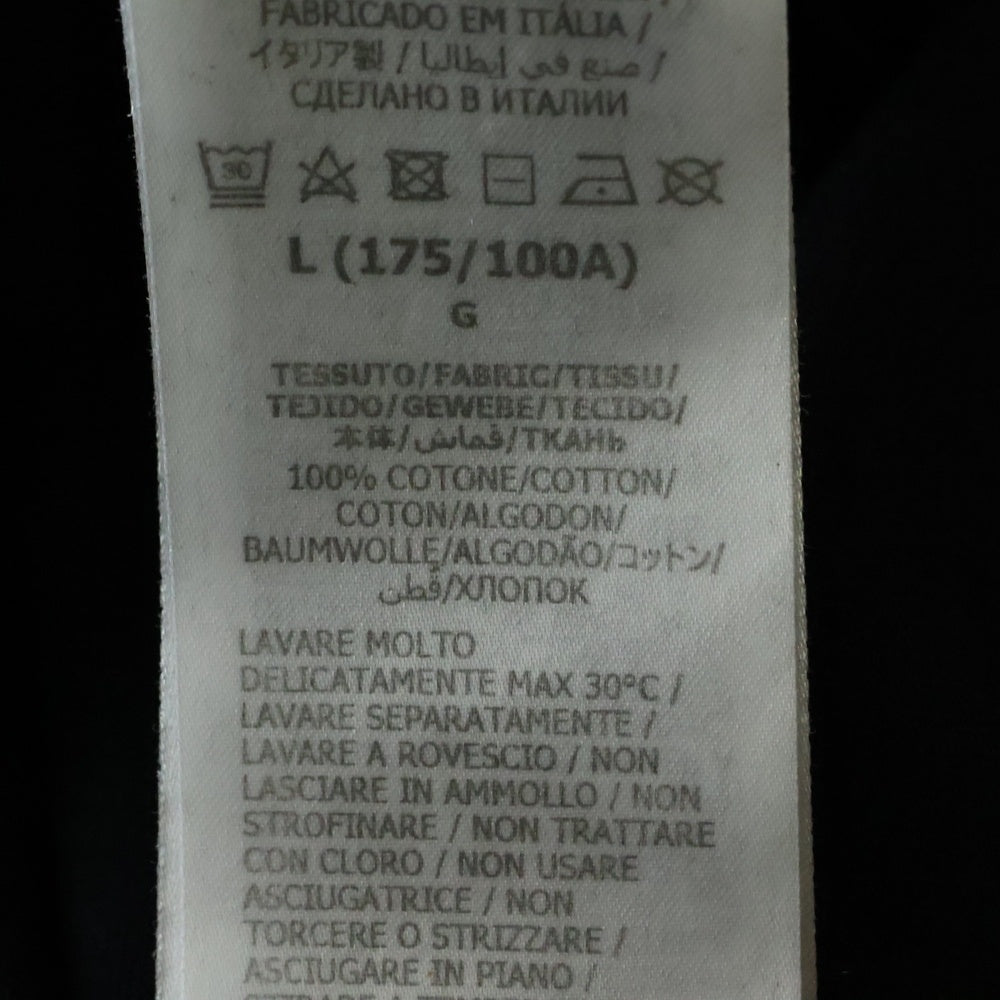 FABRICADO EM ITÁLIA /
イタリア製 / صنع في إيطاليا /
СДЕЛАНО В ИТАЛИИ
30
L (175/100A)
G
TESSUTO/FABRIC/TISSU/
TEJIDO/GEWEBE/TECIDO/
本体/قماش/ТКАНЬ
100% COTONE/COTTON/
COTON/ALGODON/
BAUMWOLLE/ALGODÃO/コットン/
قطن/ХЛОПОК
LAVARE MOLTO
DELICATAMENTE MAX 30°C /
LAVARE SEPARATAMENTE /
LAVARE A ROVESCIO / NON
LASCIARE IN AMMOLLO / NON
STROFINARE / NON TRATTARE
CON CLORO / NON USARE
ASCIUGATRICE / NON
TORCERE O STRIZZARE /
ASCIUGARE IN PIANO /